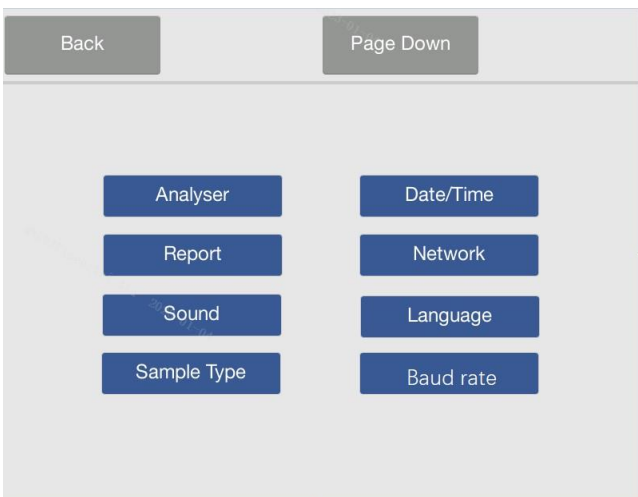 Back
Page Down
Analyser
Date/Time
Report
Network
Sound
Language
Sample Type
Baud rate